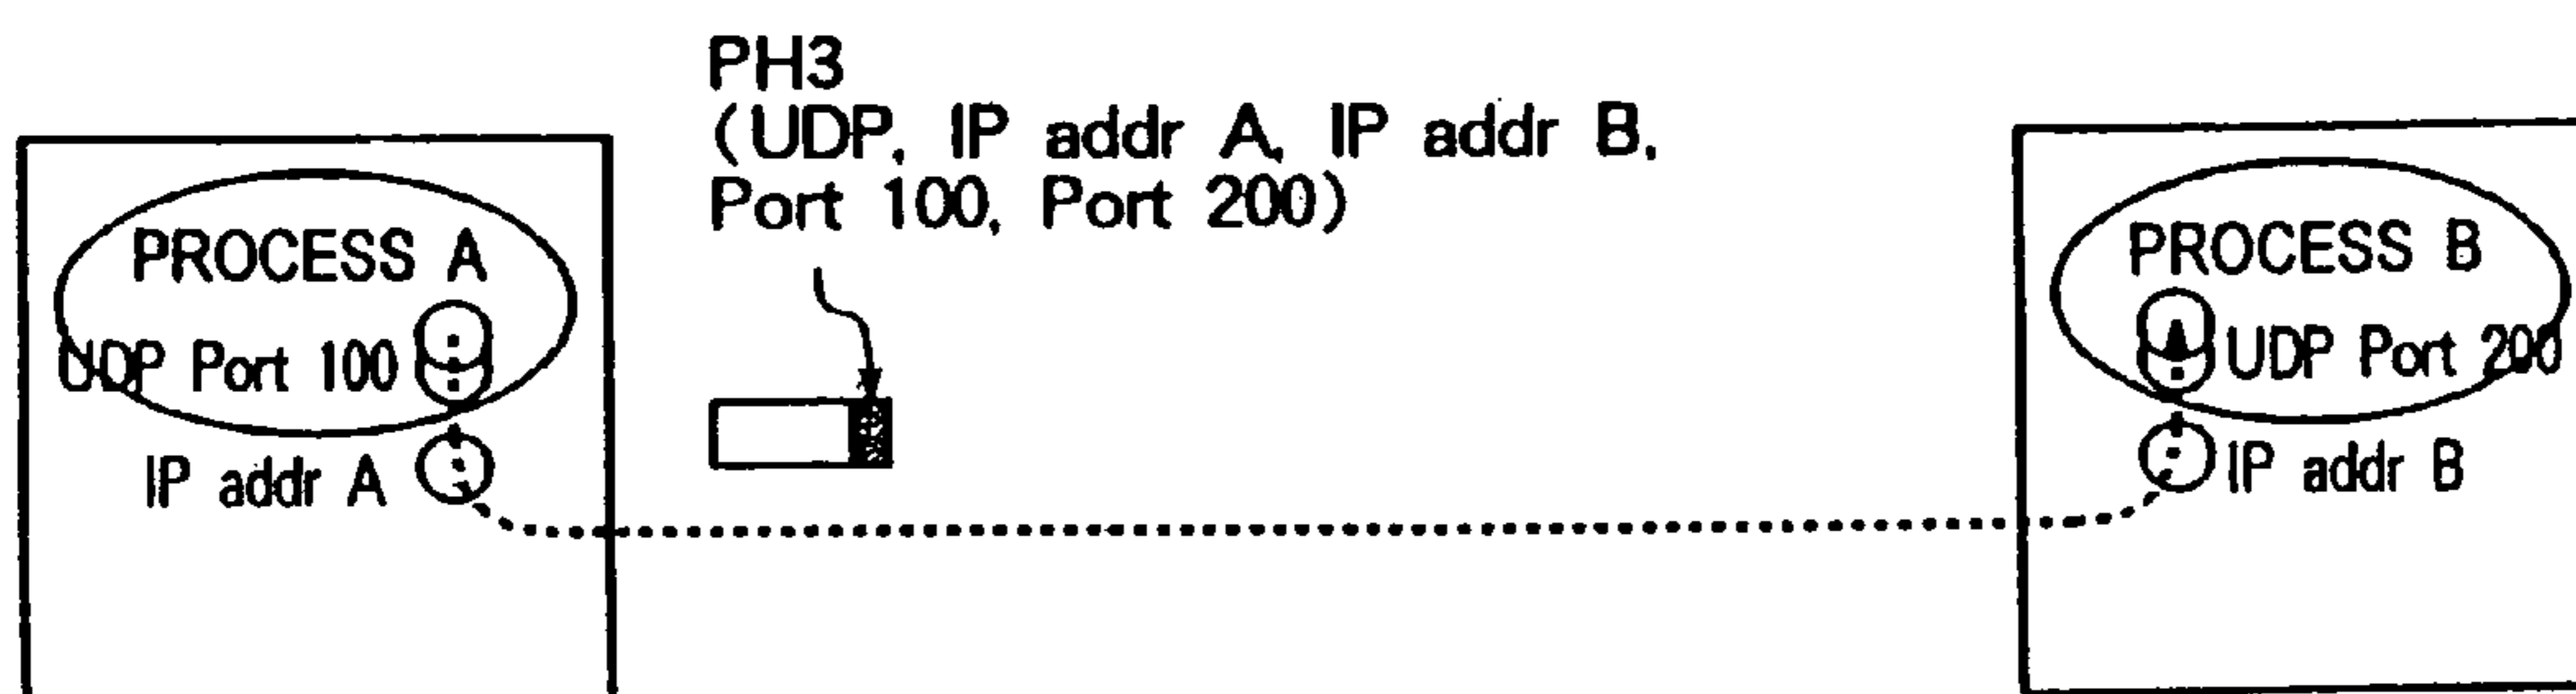 PH3
(UDP, IP addr A, IP addr B,
Port 100, Port 200)
PROCESS A
UDP Port 100
IP addr A
PROCESS B
UDP Port 200
IP addr B